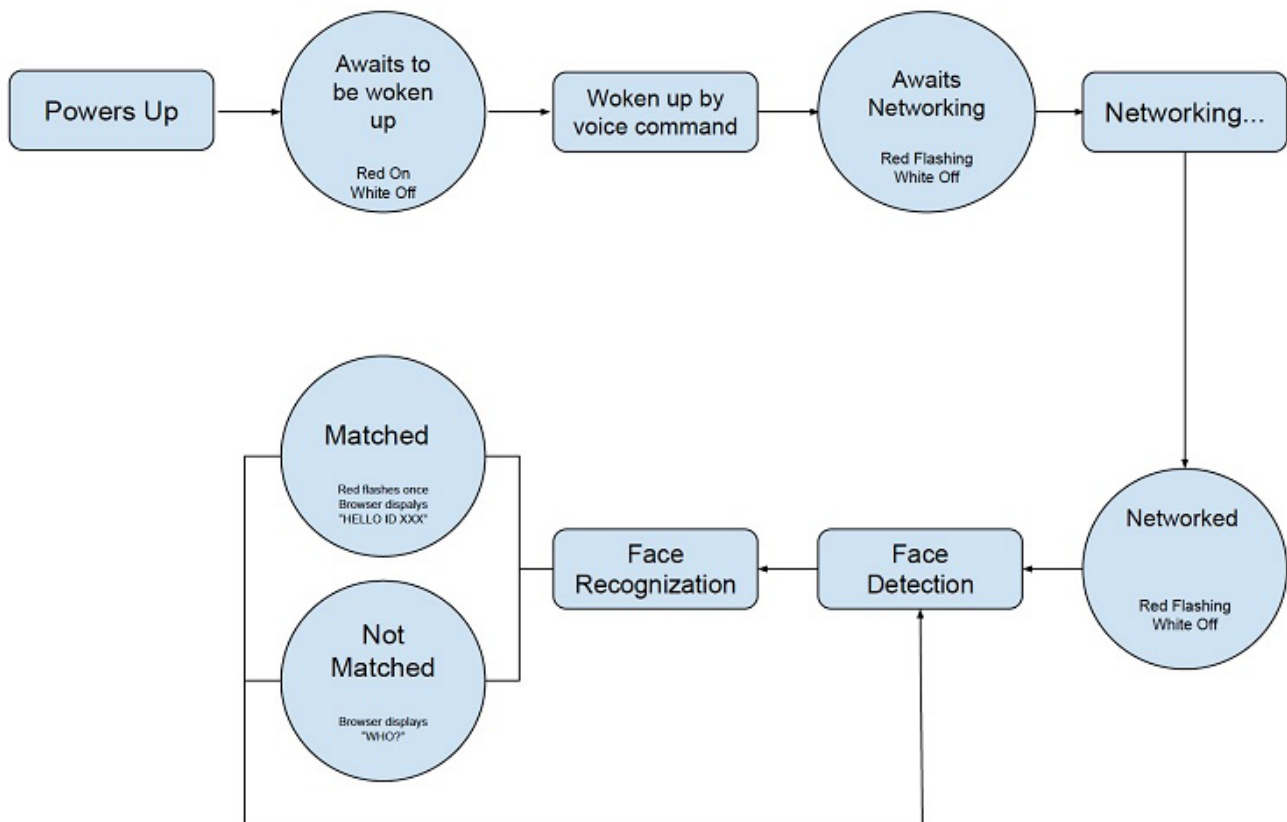 Powers Up
Awaits to
be woken
up
Red On
White Off
Woken up by
voice command
Awaits
Networking
Red Flashing
White Off
Networking...
Networked
Red Flashing
White Off
Face
Detection
Face
Recognization
Matched
Red flashes once
Browser dispalys
"HELLO ID XXX"
Not
Matched
Browser displays
"WHO?"